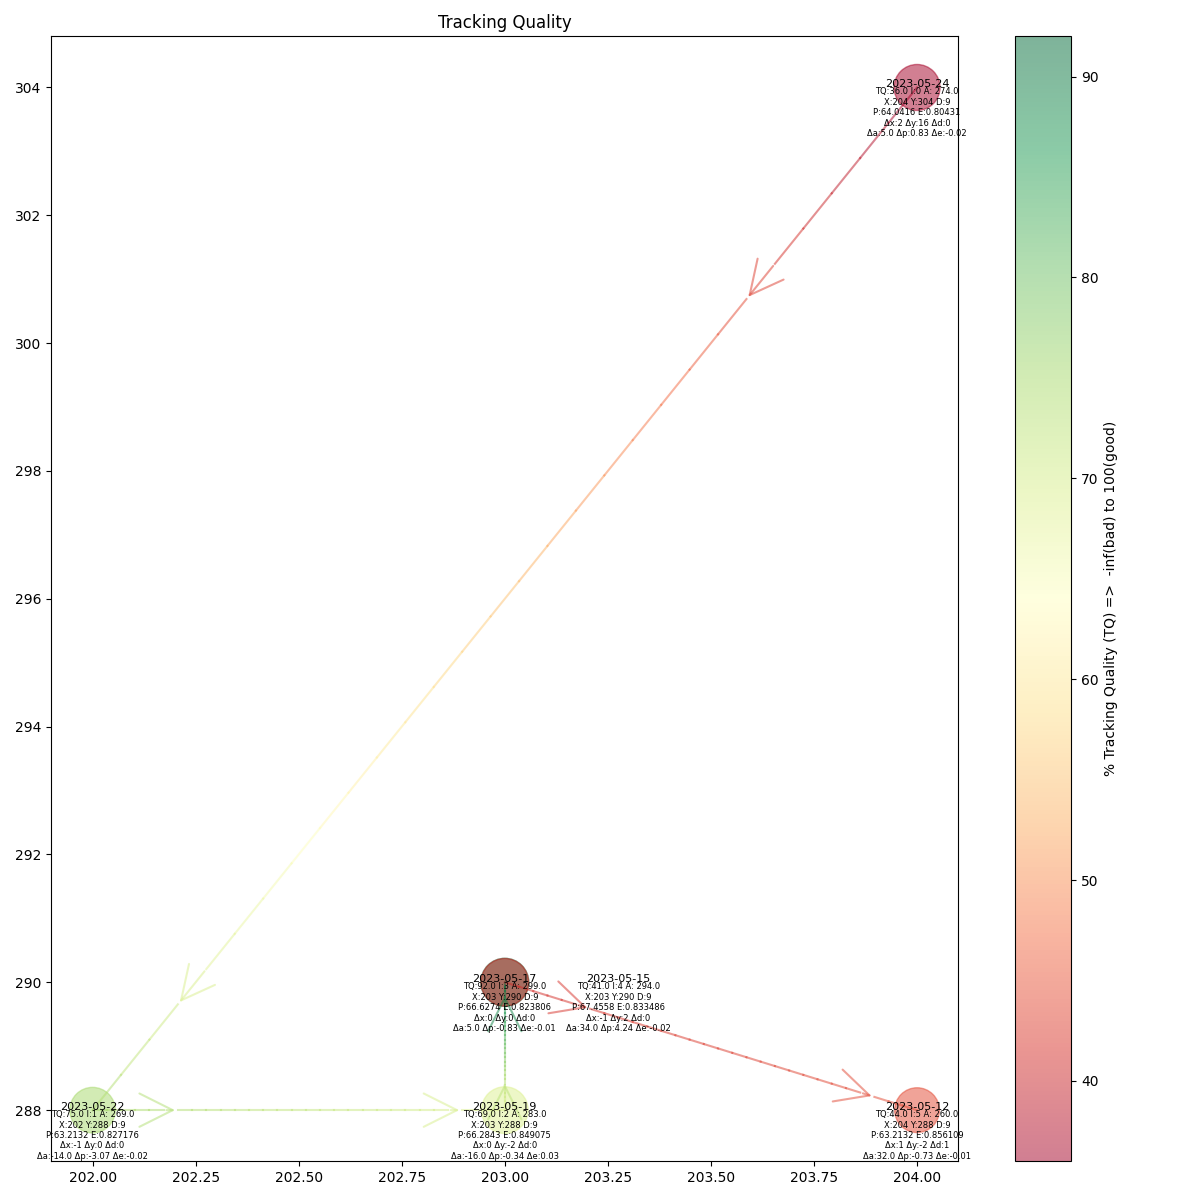 Tracking Quality
304
302
300
298
296
294
292
290
288
202.00
202.25
202.50
202.75
203.00
203.25
203.50
203.75
204.00
2023-05-24
TQ:36.0 I:0 A: 274.0
X:204 Y:304 D:9
P:64.0416 E:0.80431
Δx:2 Δy:16 Δd:0
Δa:5.0 Δp:0.83 Δe:-0.02
2023-05-17
TQ:92.0 I:3 A: 299.0
X:203 Y:290 D:9
P:66.6274 E:0.823806
Δx:0 Δy:0 Δd:0
Δa:5.0 Δp:-0.83 Δe:-0.01
2023-05-15
TQ:41.0 I:4 A: 294.0
X:203 Y:290 D:9
P:67.4558 E:0.833486
Δx:-1 Δy:2 Δd:0
Δa:34.0 Δp:4.24 Δe:-0.02
2023-05-22
TQ:75.0 I:1 A: 269.0
X:202 Y:288 D:9
P:63.2132 E:0.827176
Δx:-1 Δy:0 Δd:0
Δa:-14.0 Δp:-3.07 Δe:-0.02
2023-05-19
TQ:69.0 I:2 A: 283.0
X:203 Y:288 D:9
P:66.2843 E:0.849075
Δx:0 Δy:-2 Δd:0
Δa:-16.0 Δp:-0.34 Δe:0.03
2023-05-12
TQ:44.0 I:5 A: 260.0
X:204 Y:288 D:9
P:63.2132 E:0.856109
Δx:1 Δy:-2 Δd:1
Δa:32.0 Δp:-0.73 Δe:-0.01
90
80
70
60
50
40
% Tracking Quality (TQ) => -inf(bad) to 100(good)